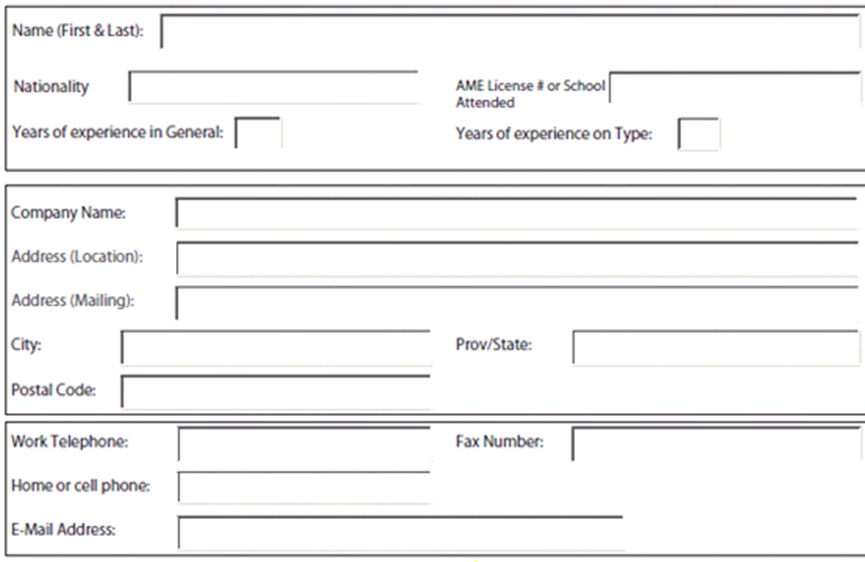 Name (First & Last):
Nationality
AME License # or School
Attended
Years of experience in General:
Years of experience on Type:
Company Name:
Address (Location):
Address (Mailing):
City:
Prov/State:
Postal Code:
Work Telephone:
Fax Number:
Home or cell phone:
E-Mail Address: